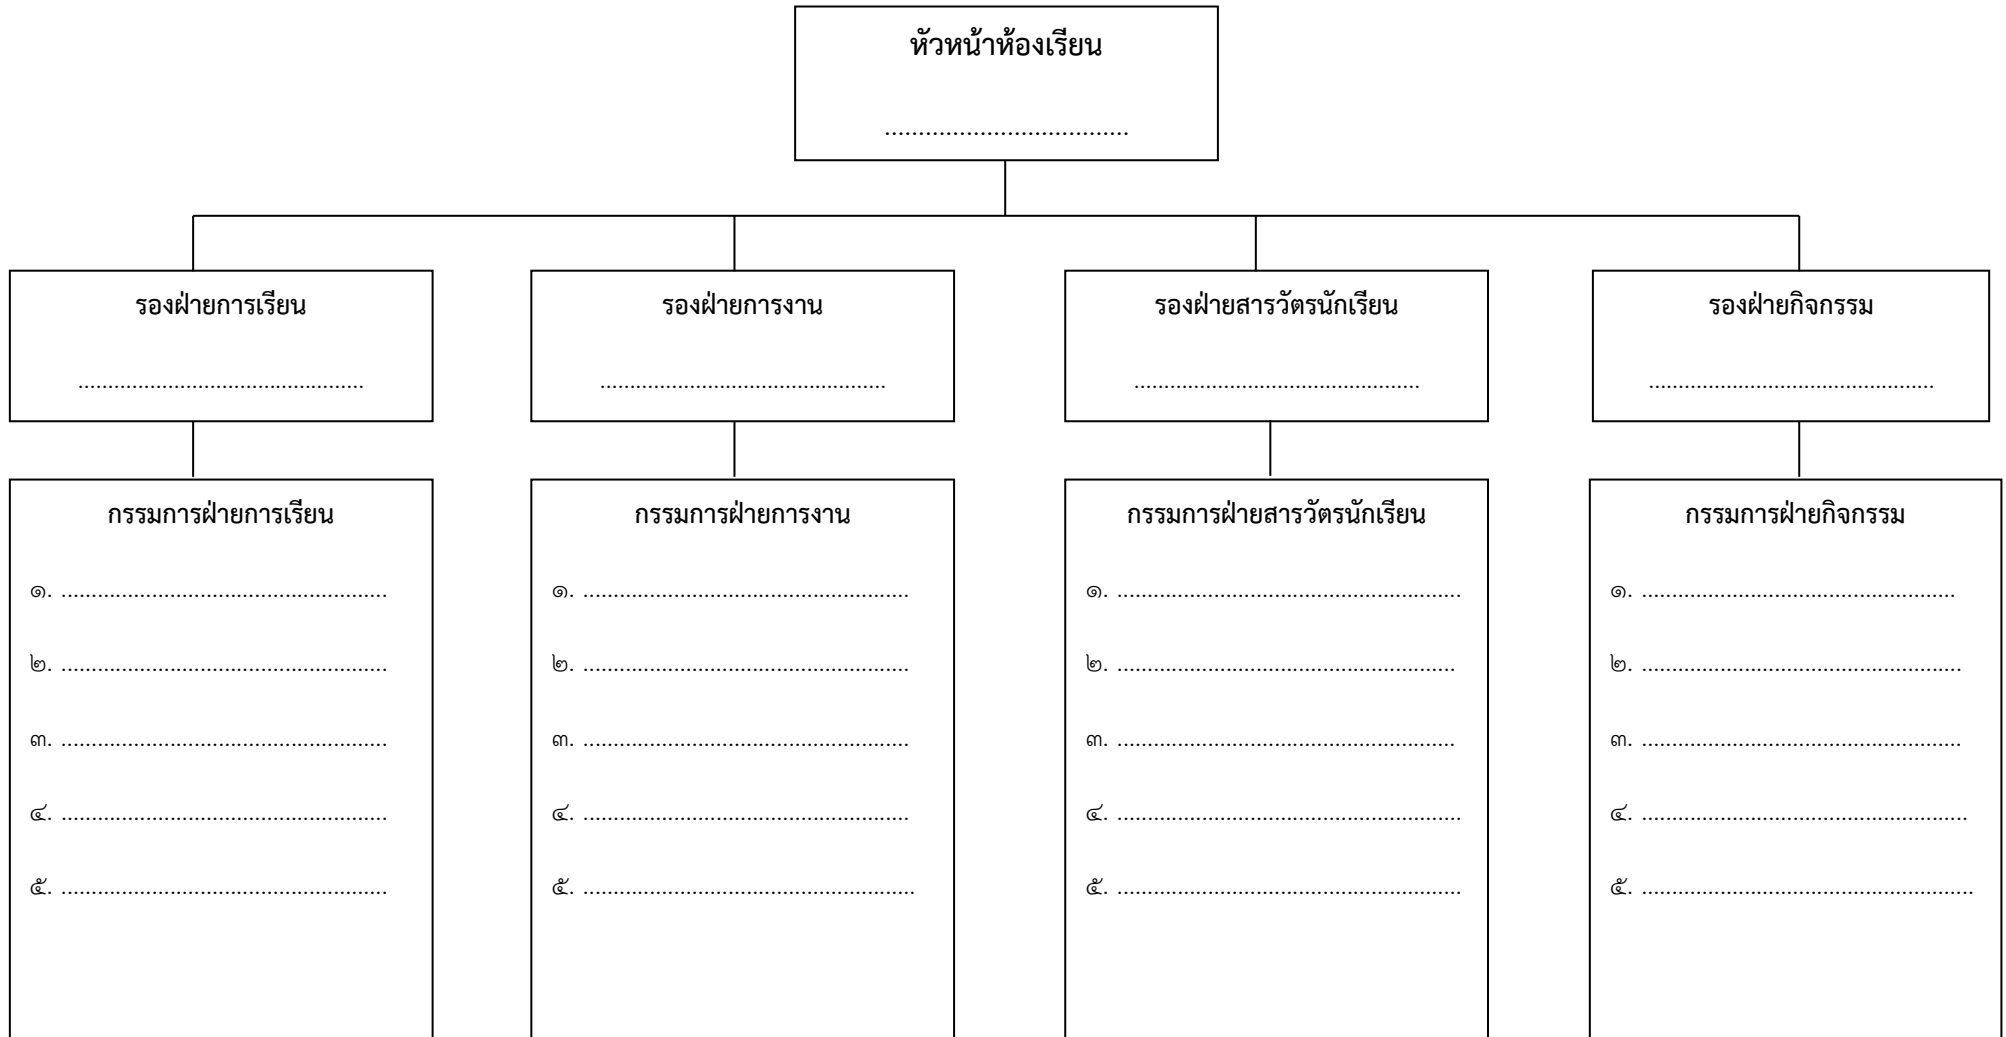 หัวหน้าห้องเรียน
....................................
รองฝ่ายการเรียน
................................................
รองฝ่ายการงาน
................................................
รองฝ่ายสารวัตรนักเรียน
................................................
รองฝ่ายกิจกรรม
................................................
กรรมการฝ่ายการเรียน
๑. ......................................................
๒. ......................................................
๓. ......................................................
๔. ......................................................
๕. ......................................................
กรรมการฝ่ายการงาน
๑. ......................................................
๒. ......................................................
๓. ......................................................
๔. ......................................................
๕. .......................................................
กรรมการฝ่ายสารวัตรนักเรียน
๑. .........................................................
๒. ........................................................
๓. ........................................................
๔. .........................................................
๕. .........................................................
กรรมการฝ่ายกิจกรรม
๑. ....................................................
๒. .....................................................
๓. .....................................................
๔. ......................................................
๕. .......................................................